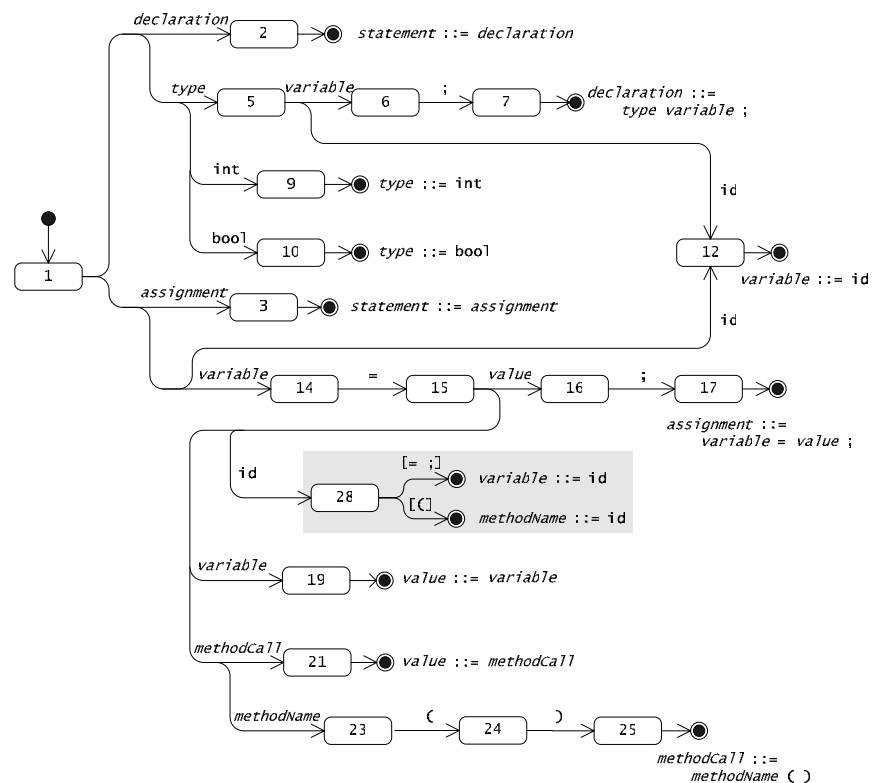 declaration
2
statement ::= declaration
type
5
variable
6
;
7
declaration ::=
type variable ;
int
9
type ::= int
id
bool
10
type ::= bool
12
variable ::= id
1
assignment
3
statement ::= assignment
id
variable
14
=
15
value
16
;
17
assignment ::=
variable = value ;
id
28
[= ;]
variable ::= id
[(]
methodName ::= id
variable
19
value ::= variable
methodCall
21
value ::= methodCall
methodName
23
(
24
)
25
methodCall ::=
methodName ( )